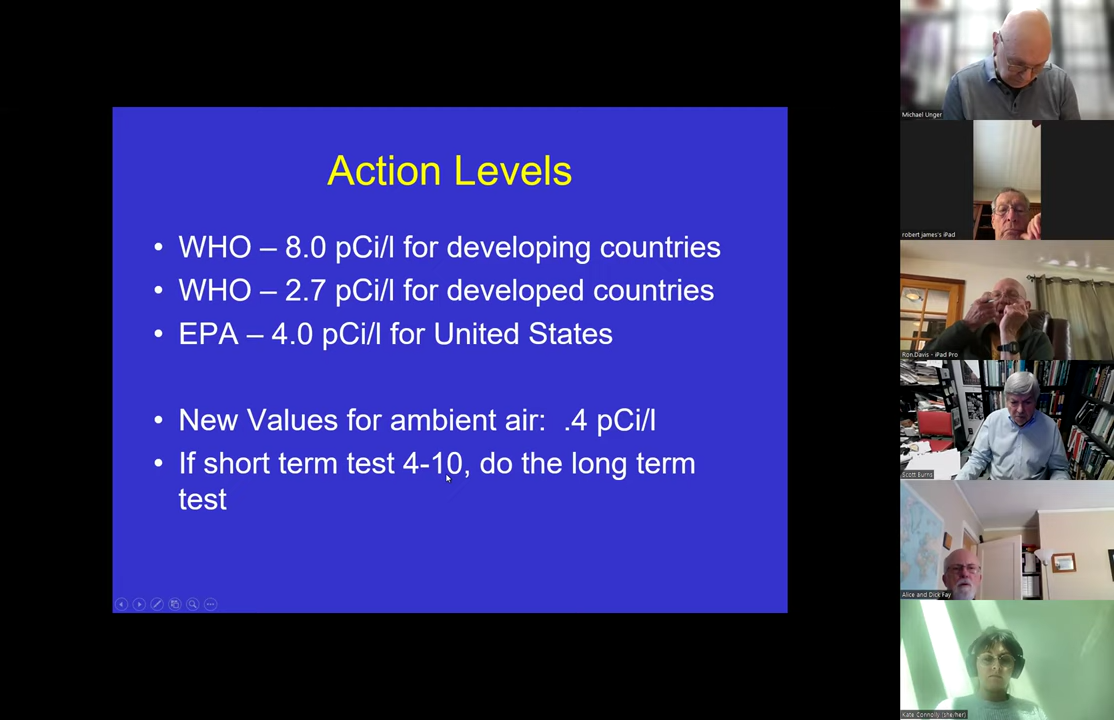 Action Levels
• WHO – 8.0 pCi/l for developing countries
• WHO – 2.7 pCi/l for developed countries
• EPA – 4.0 pCi/l for United States
• New Values for ambient air:  .4 pCi/l
• If short term test 4-10, do the long term
test
Michael Unger
robert james's iPad
Ron.Davis - iPad Pro
Scott Burns
Alice and Dick Fay
Kate Connolly (she/her)